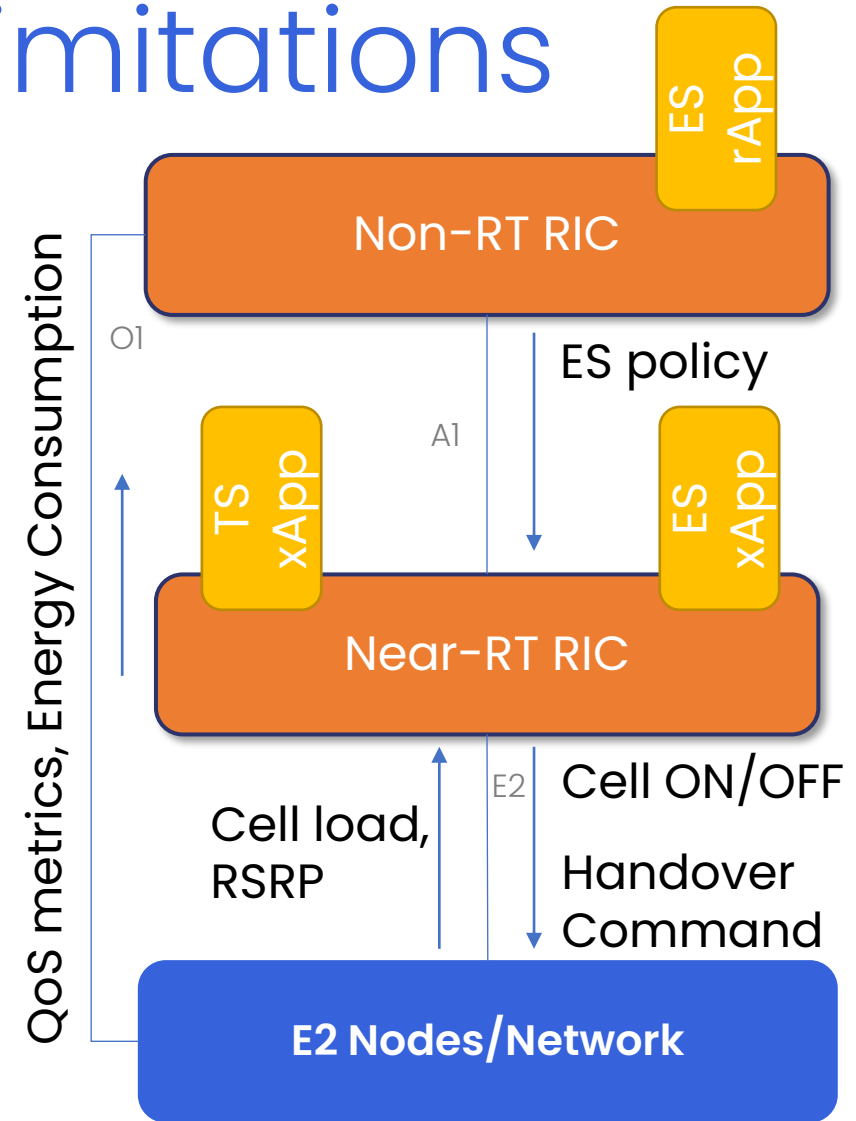 imitations
ES
rApp
Non-RT RIC
O1
ES policy
A1
QoS metrics, Energy Consumption
TS
xApp
ES
xApp
Near-RT RIC
E2
Cell ON/OFF
Cell load,
RSRP
Handover
Command
E2 Nodes/Network